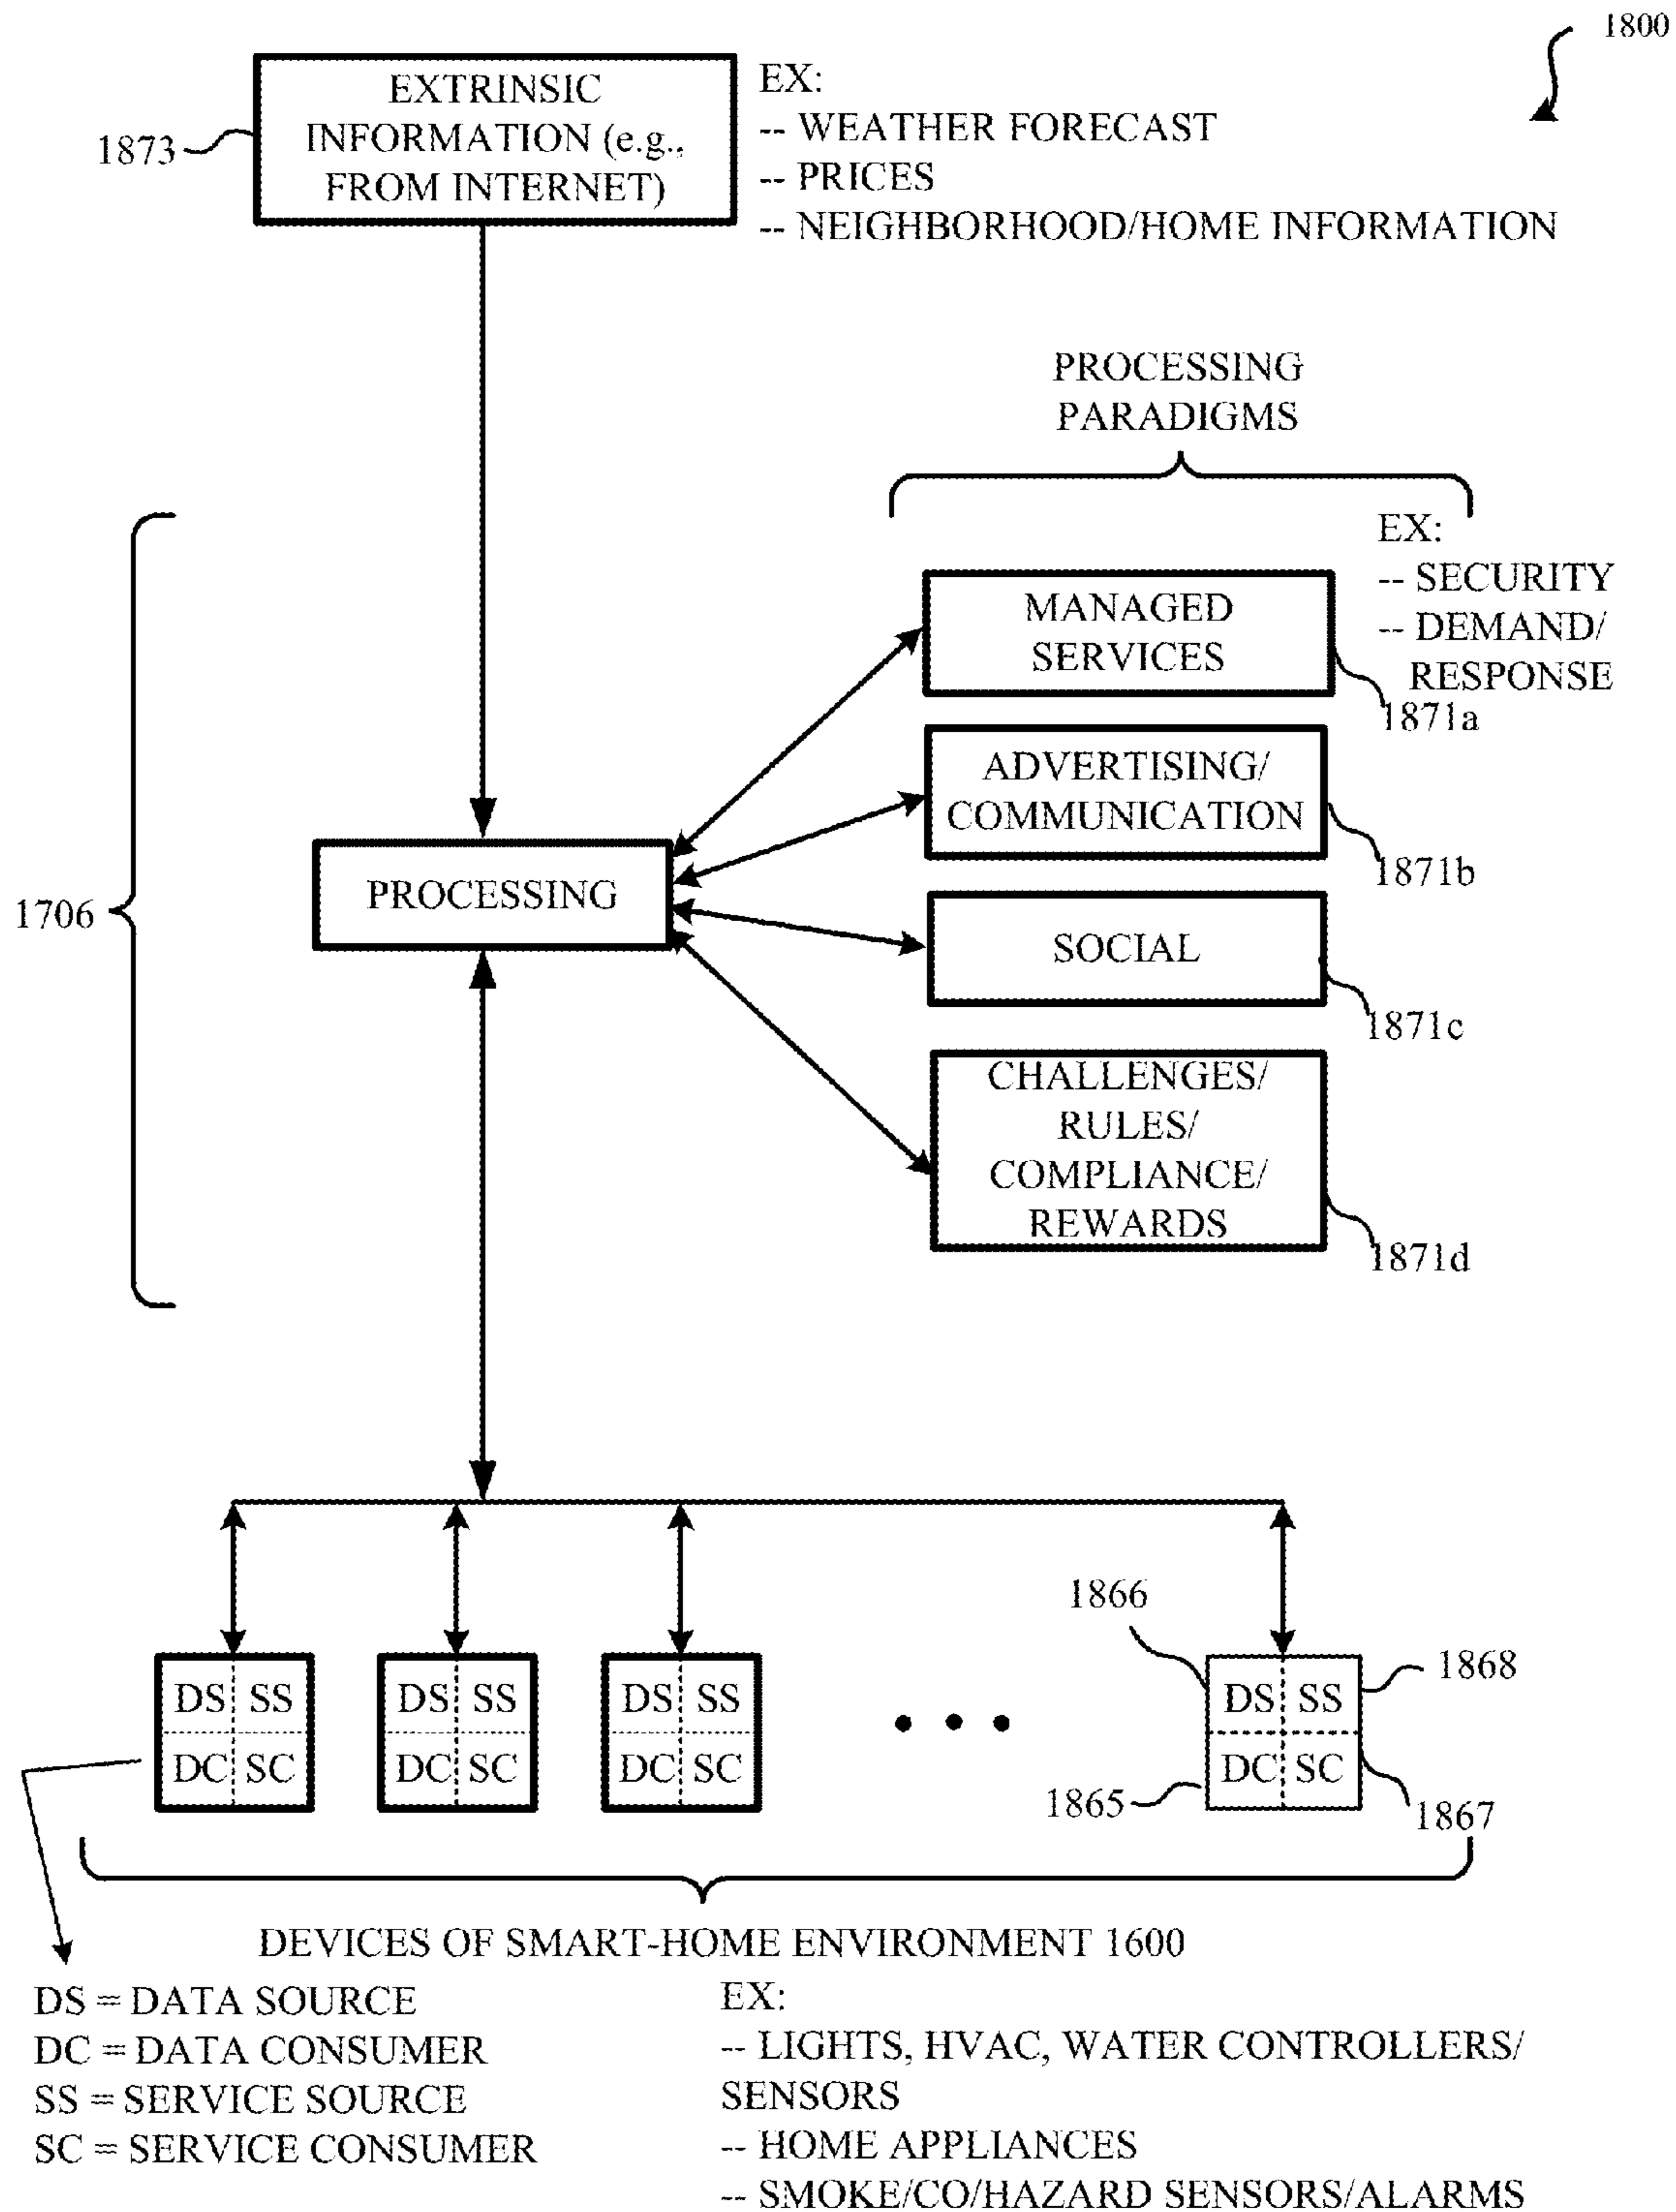 1800
EXTRINSIC
INFORMATION (e.g.,
FROM INTERNET)
1873
EX:
-- WEATHER FORECAST
-- PRICES
-- NEIGHBORHOOD/HOME INFORMATION
PROCESSING
PARADIGMS
EX:
-- SECURITY
-- DEMAND/
RESPONSE
MANAGED
SERVICES
1871a
ADVERTISING/
COMMUNICATION
1871b
1706
PROCESSING
SOCIAL
1871c
CHALLENGES/
RULES/
COMPLIANCE/
REWARDS
1871d
1866
1868
DS SS
DC SC
DS SS
DC SC
DS SS
DC SC
DS SS
DC SC
1865
1867
DEVICES OF SMART-HOME ENVIRONMENT 1600
DS = DATA SOURCE
DC = DATA CONSUMER
SS = SERVICE SOURCE
SC = SERVICE CONSUMER
EX:
-- LIGHTS, HVAC, WATER CONTROLLERS/
SENSORS
-- HOME APPLIANCES
-- SMOKE/CO/HAZARD SENSORS/ALARMS